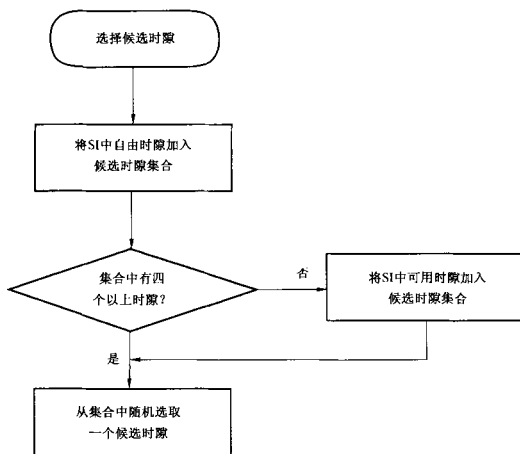 选择候选时隙
将SI中自由时隙加入
候选时隙集合
集合中有四
个以上时隙?
否
将SI中可用时隙加入
候选时隙集合
是
从集合中随机选取
一个候选时隙